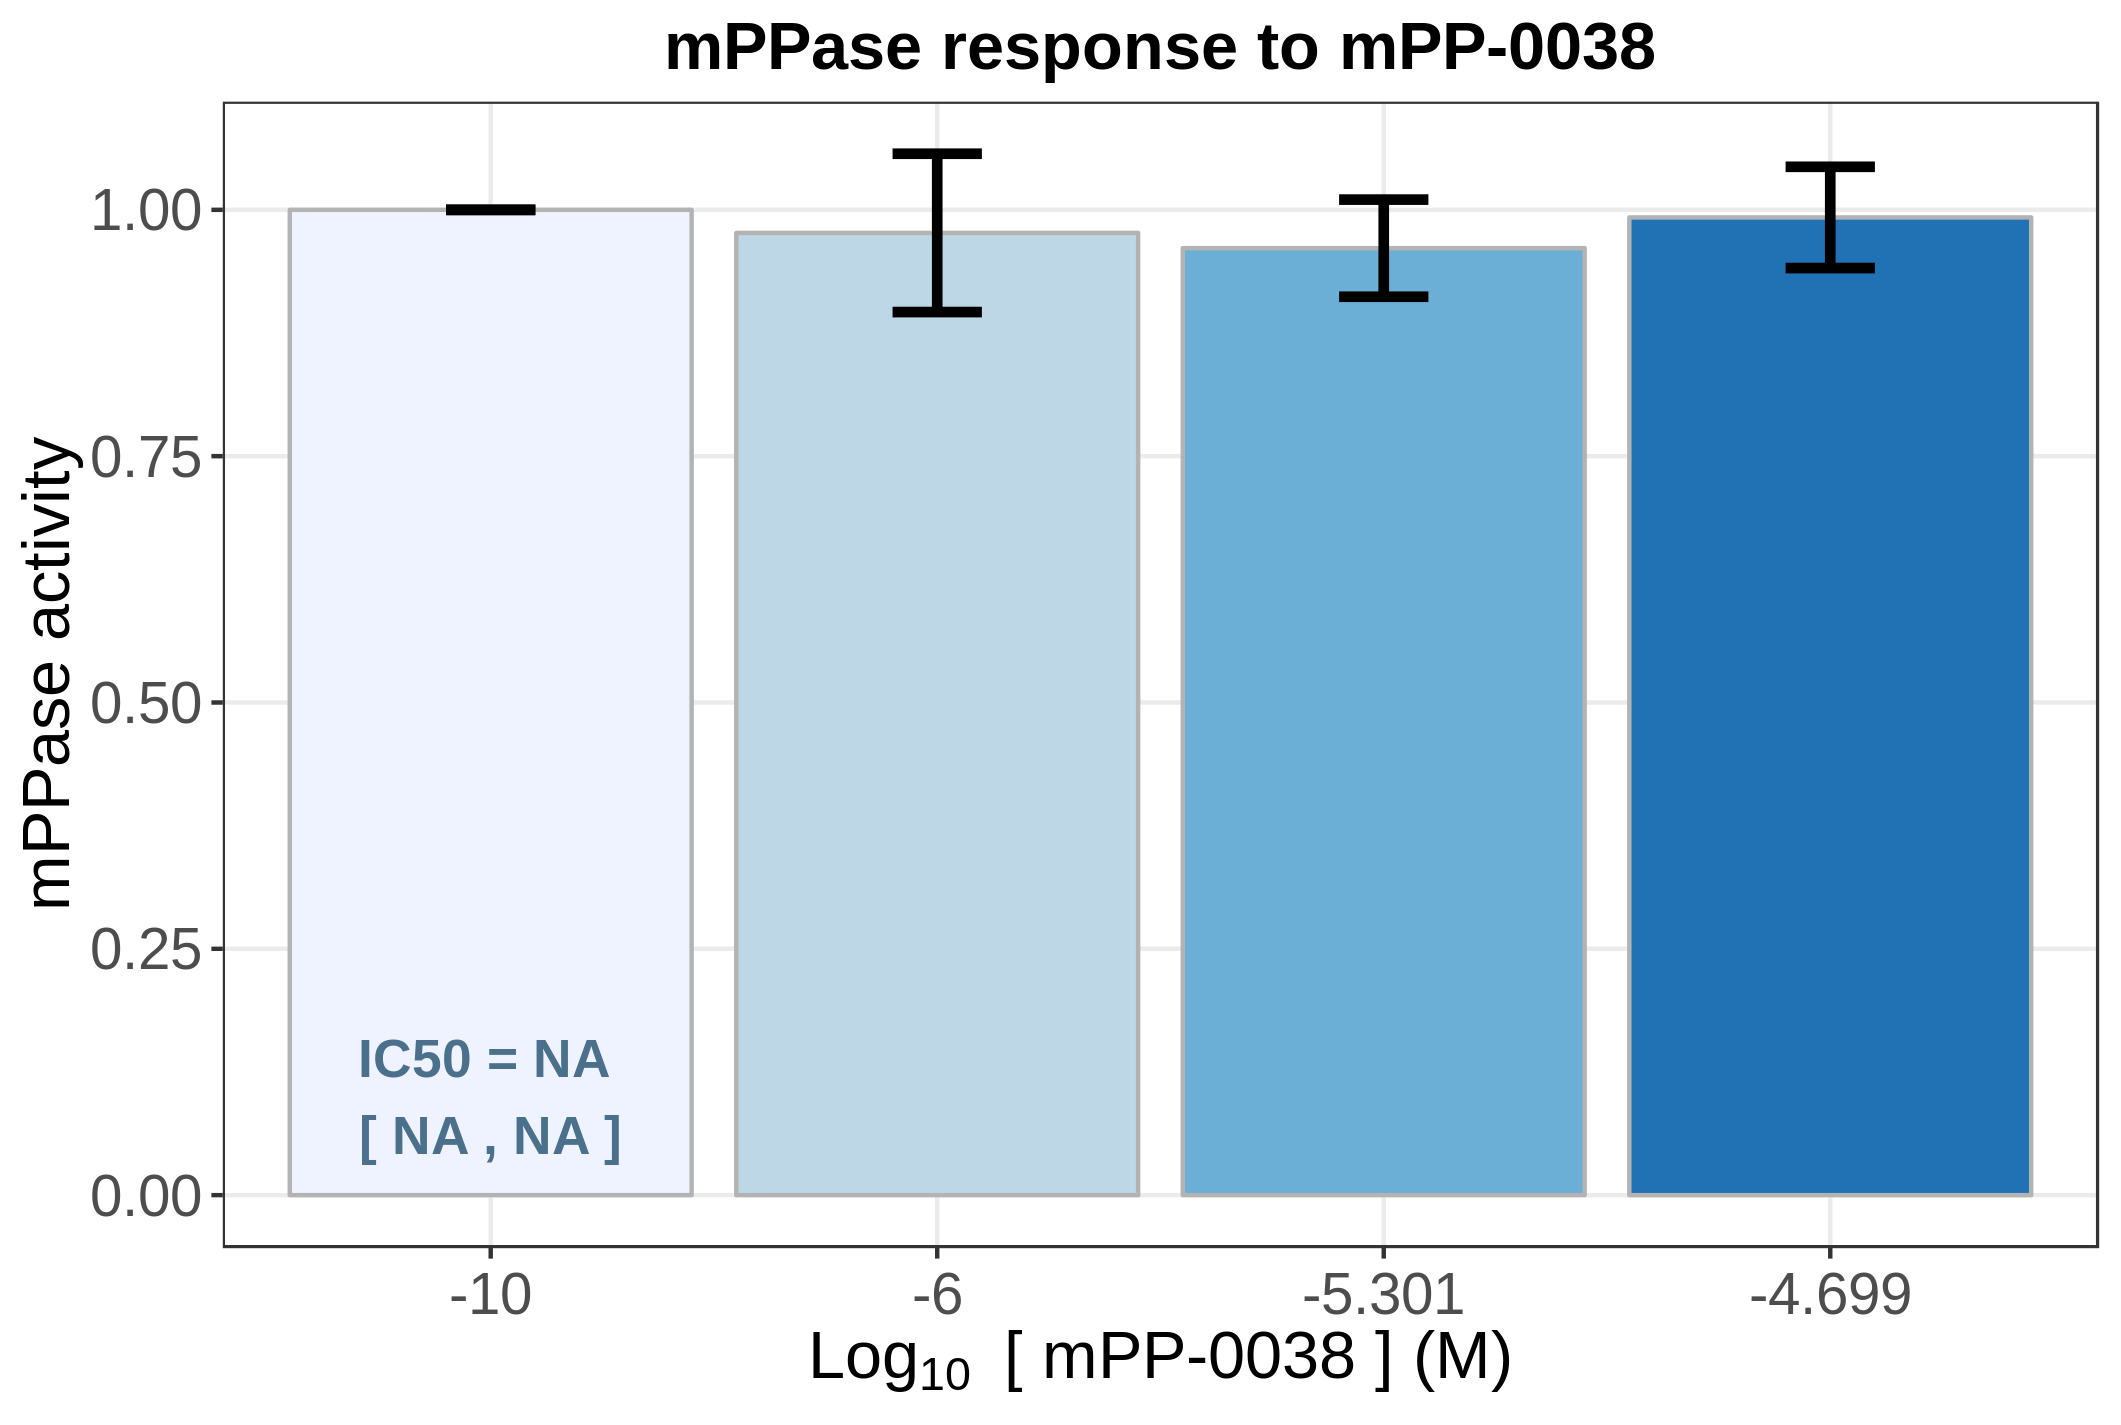 mPPase response to mPP-0038
mPPase activity
1.00
0.75
0.50
0.25
0.00
IC50 = NA
[ NA , NA ]
-10
-6
-5.301
-4.699
Log10 [ mPP-0038 ] (M)